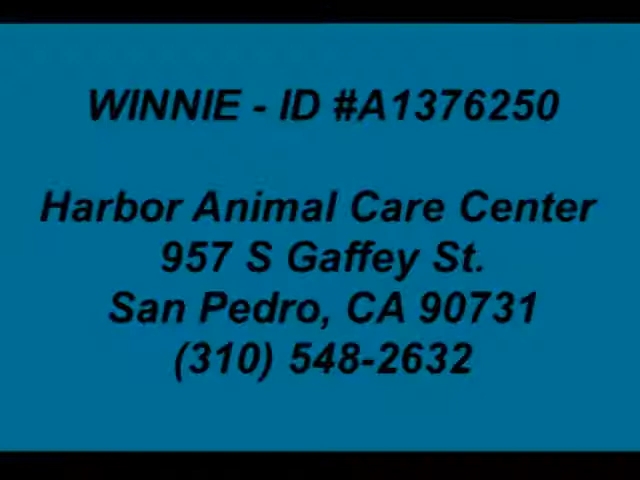 WINNIE - ID #A1376250
Harbor Animal Care Center
957 S Gaffey St.
San Pedro, CA 90731
(310) 548-2632